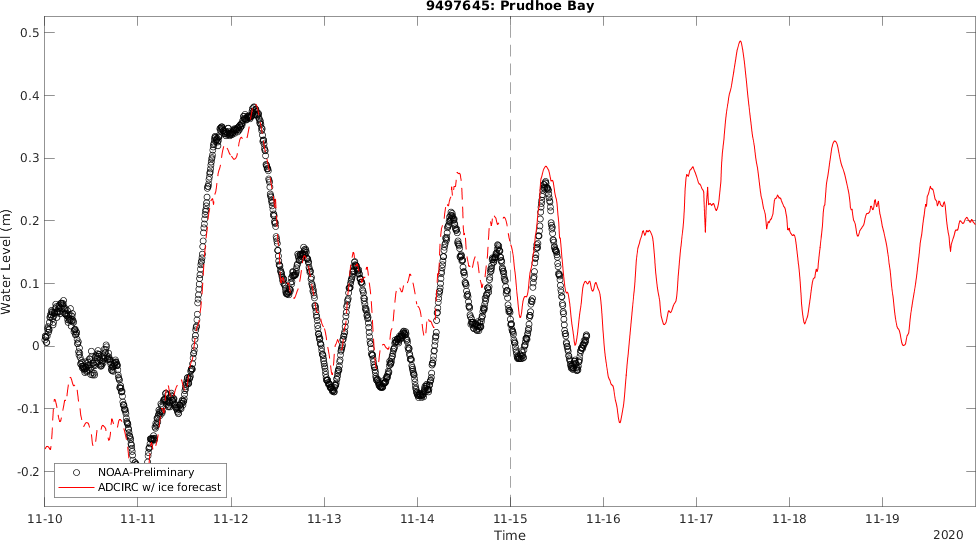 9497645: Prudhoe Bay
Water Level (m)
0.5
0.4
0.3
0.2
0.1
0
-0.1
-0.2
NOAA-Preliminary
ADCIRC w/ ice forecast
11-10 11-11 11-12 11-13 11-14 11-15 11-16 11-17 11-18 11-19
Time
2020